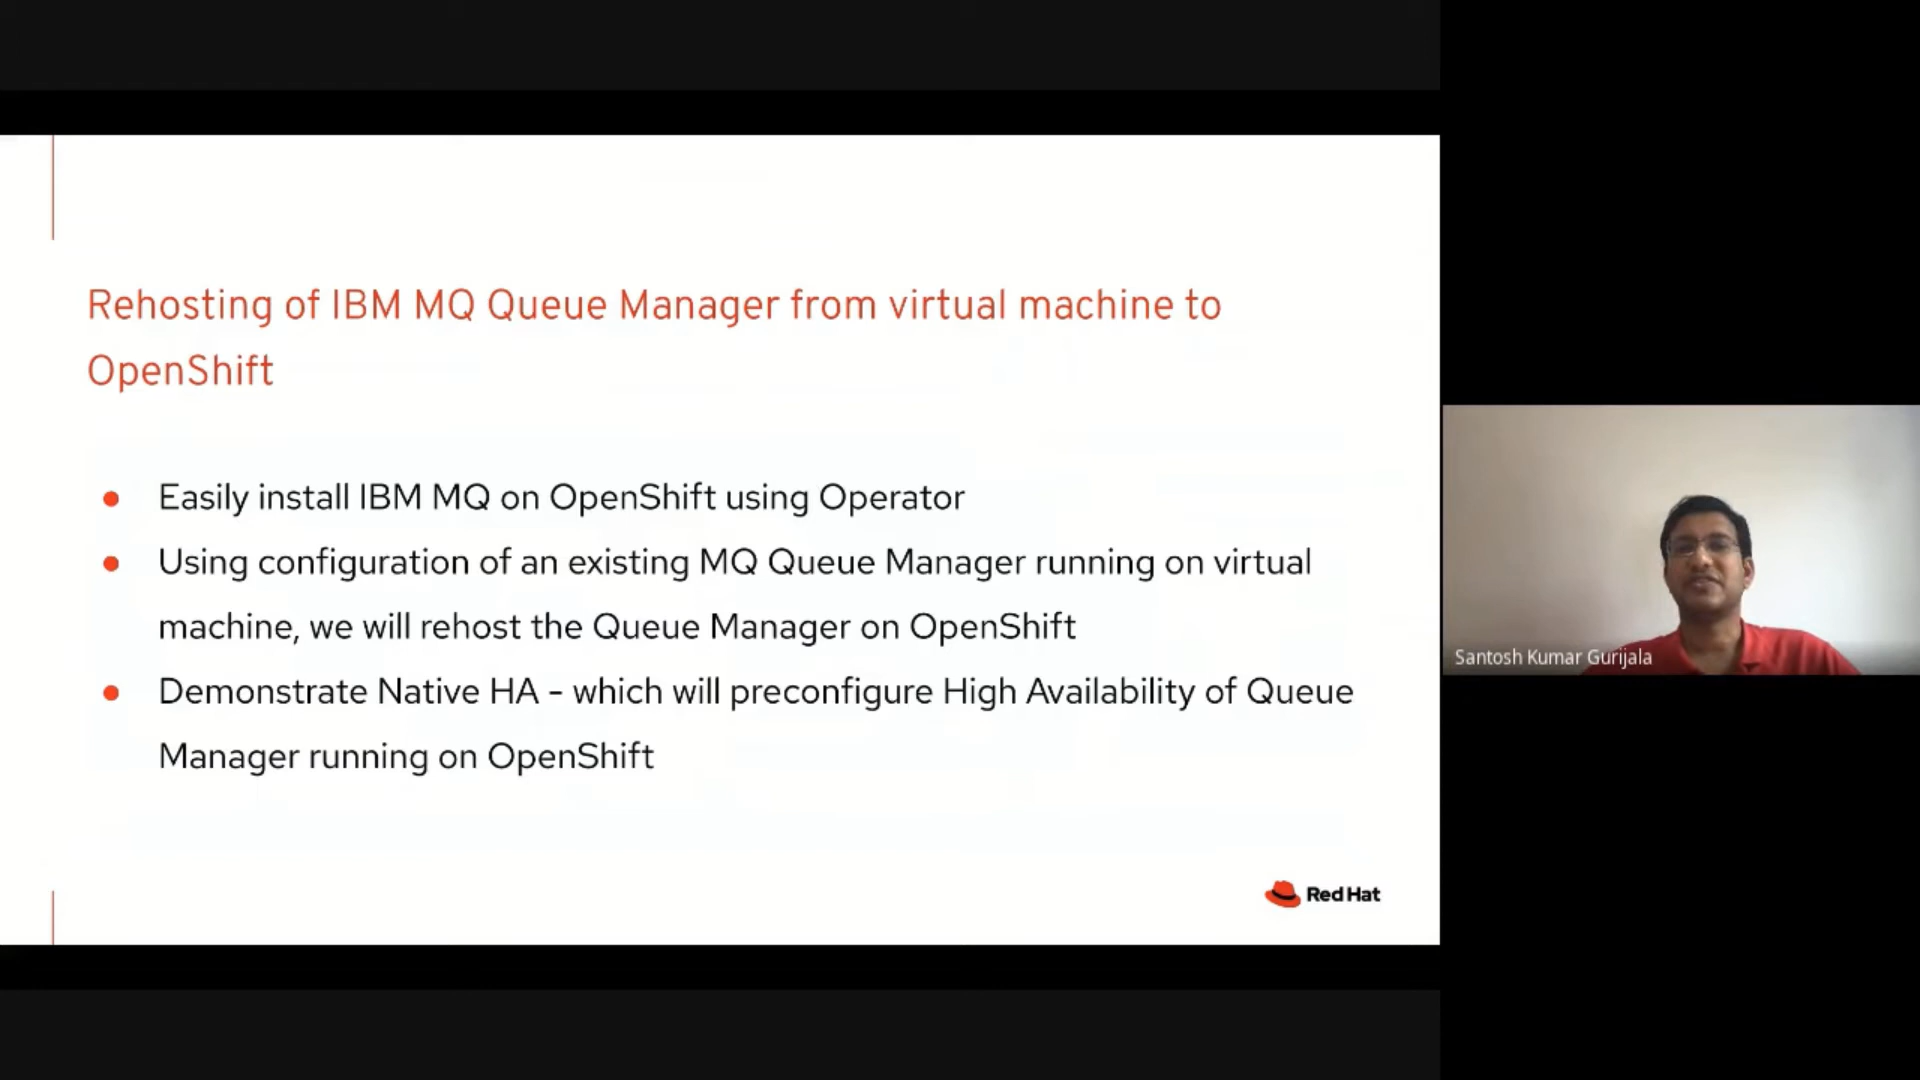 Rehosting of IBM MQ Queue Manager from virtual machine to
OpenShift
● Easily install IBM MQ on OpenShift using Operator
● Using configuration of an existing MQ Queue Manager running on virtual
machine, we will rehost the Queue Manager on OpenShift
● Demonstrate Native HA - which will preconfigure High Availability of Queue
Manager running on OpenShift
Red Hat
Santosh Kumar Gurijala